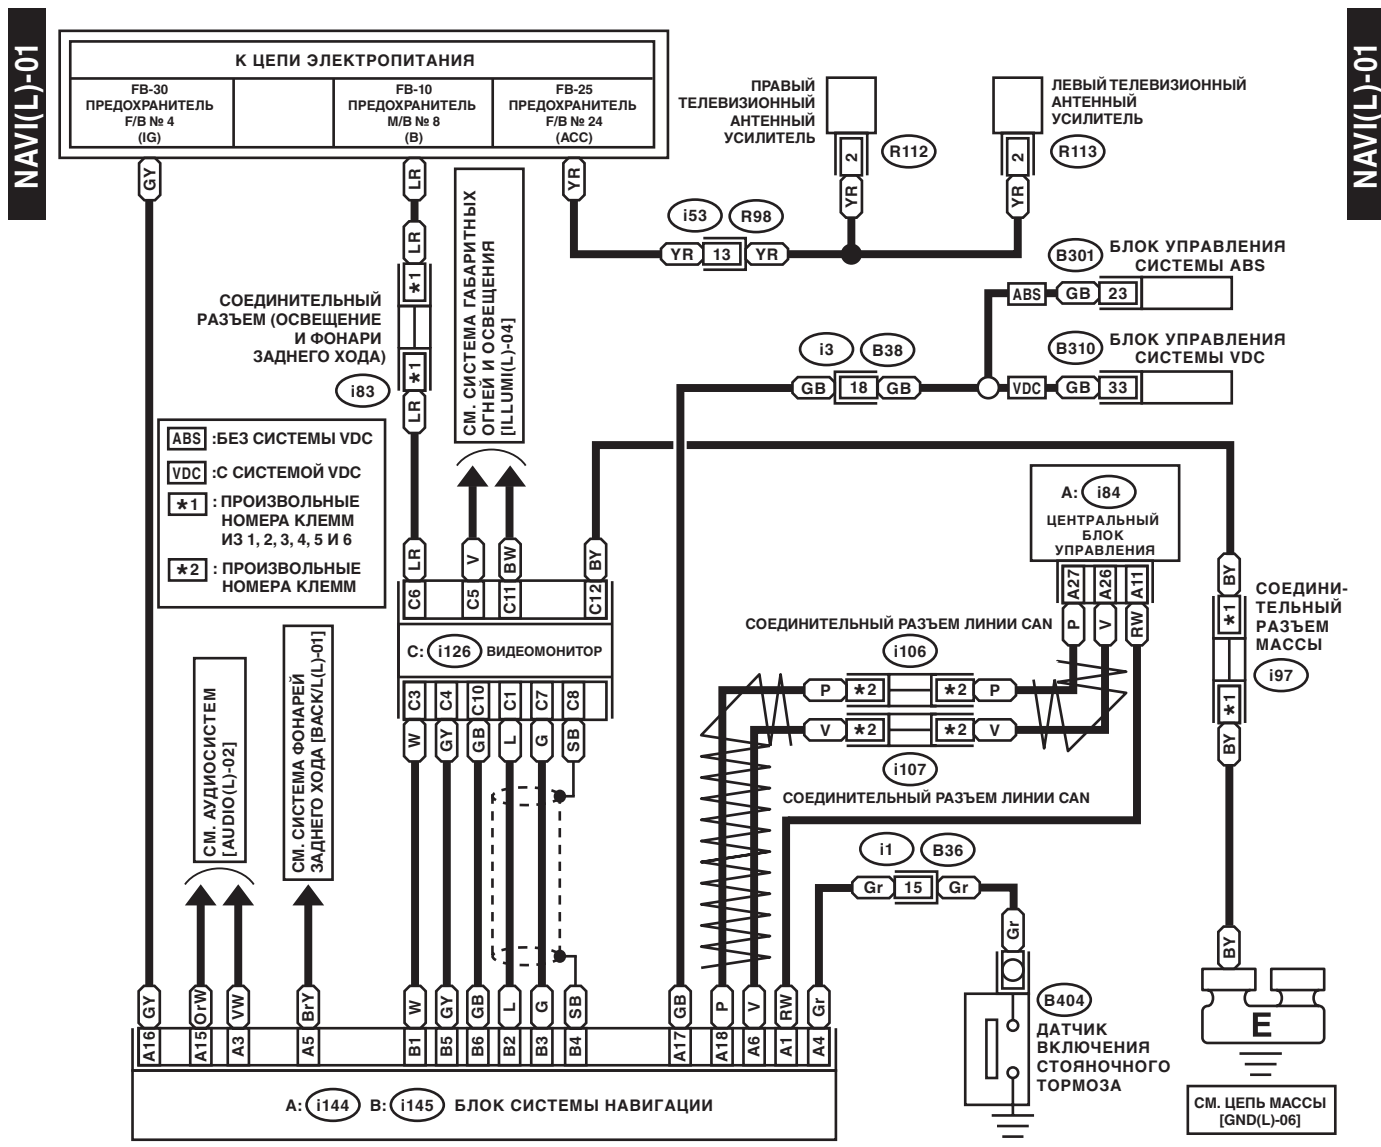 NAVI(L)-01
NAVI(L)-01
К ЦЕПИ ЭЛЕКТРОПИТАНИЯ
FB-30
ПРЕДОХРАНИТЕЛЬ
F/B № 4
(IG)
FB-10
ПРЕДОХРАНИТЕЛЬ
M/B № 8
(B)
FB-25
ПРЕДОХРАНИТЕЛЬ
F/B № 24
(ACC)
GY
LR
YR
LR
*1
*1
LR
LR
СОЕДИНИТЕЛЬНЫЙ
РАЗЪЕМ (ОСВЕЩЕНИЕ
И ФОНАРИ
ЗАДНЕГО ХОДА)
i83
СМ. СИСТЕМА ГАБАРИТНЫХ
ОГНЕЙ И ОСВЕЩЕНИЯ
[ILLUMI(L)-04]
ПРАВЫЙ
ТЕЛЕВИЗИОННЫЙ
АНТЕННЫЙ
УСИЛИТЕЛЬ
2
R112
YR
ЛЕВЫЙ ТЕЛЕВИЗИОННЫЙ
АНТЕННЫЙ
УСИЛИТЕЛЬ
2
R113
YR
i53
R98
YR 13 YR
B301
БЛОК УПРАВЛЕНИЯ
СИСТЕМЫ ABS
ABS GB 23
B310
БЛОК УПРАВЛЕНИЯ
СИСТЕМЫ VDC
VDC GB 33
i3
B38
GB 18 GB
ABS :БЕЗ СИСТЕМЫ VDC
VDC :С СИСТЕМОЙ VDC
*1 : ПРОИЗВОЛЬНЫЕ
НОМЕРА КЛЕММ
ИЗ 1, 2, 3, 4, 5 И 6
*2 : ПРОИЗВОЛЬНЫЕ
НОМЕРА КЛЕММ
V
BW
BY
C6
C5
C11
C12
C: i126 ВИДЕОМОНИТОР
C3
C4
C10
C1
C7
C8
W
GY
GB
L
G
SB
A: i84
ЦЕНТРАЛЬНЫЙ
БЛОК
УПРАВЛЕНИЯ
A27
A26
A11
P
V
RW
СОЕДИНИТЕЛЬНЫЙ РАЗЪЕМ ЛИНИИ CAN
i106
P *2 *2 P
V *2 *2 V
i107
СОЕДИНИТЕЛЬНЫЙ РАЗЪЕМ ЛИНИИ CAN
BY
*1
*1
BY
СОЕДИНИ-
ТЕЛЬНЫЙ
РАЗЪЕМ
МАССЫ
i97
СМ. АУДИОСИСТЕМ
[AUDIO(L)-02]
СМ. СИСТЕМА ФОНАРЕЙ
ЗАДНЕГО ХОДА [BACK/L(L)-01]
i1
B36
Gr 15 Gr
Gr
B404
ДАТЧИК
ВКЛЮЧЕНИЯ
СТОЯНОЧНОГО
ТОРМОЗА
BY
E
СМ. ЦЕПЬ МАССЫ
[GND(L)-06]
GY
OrW
VW
BrY
W
GY
GB
L
G
SB
GB
P
V
RW
Gr
A16
A15
A3
A5
B1
B5
B6
B2
B3
B4
A17
A18
A6
A1
A4
A: i144 B: i145 БЛОК СИСТЕМЫ НАВИГАЦИИ